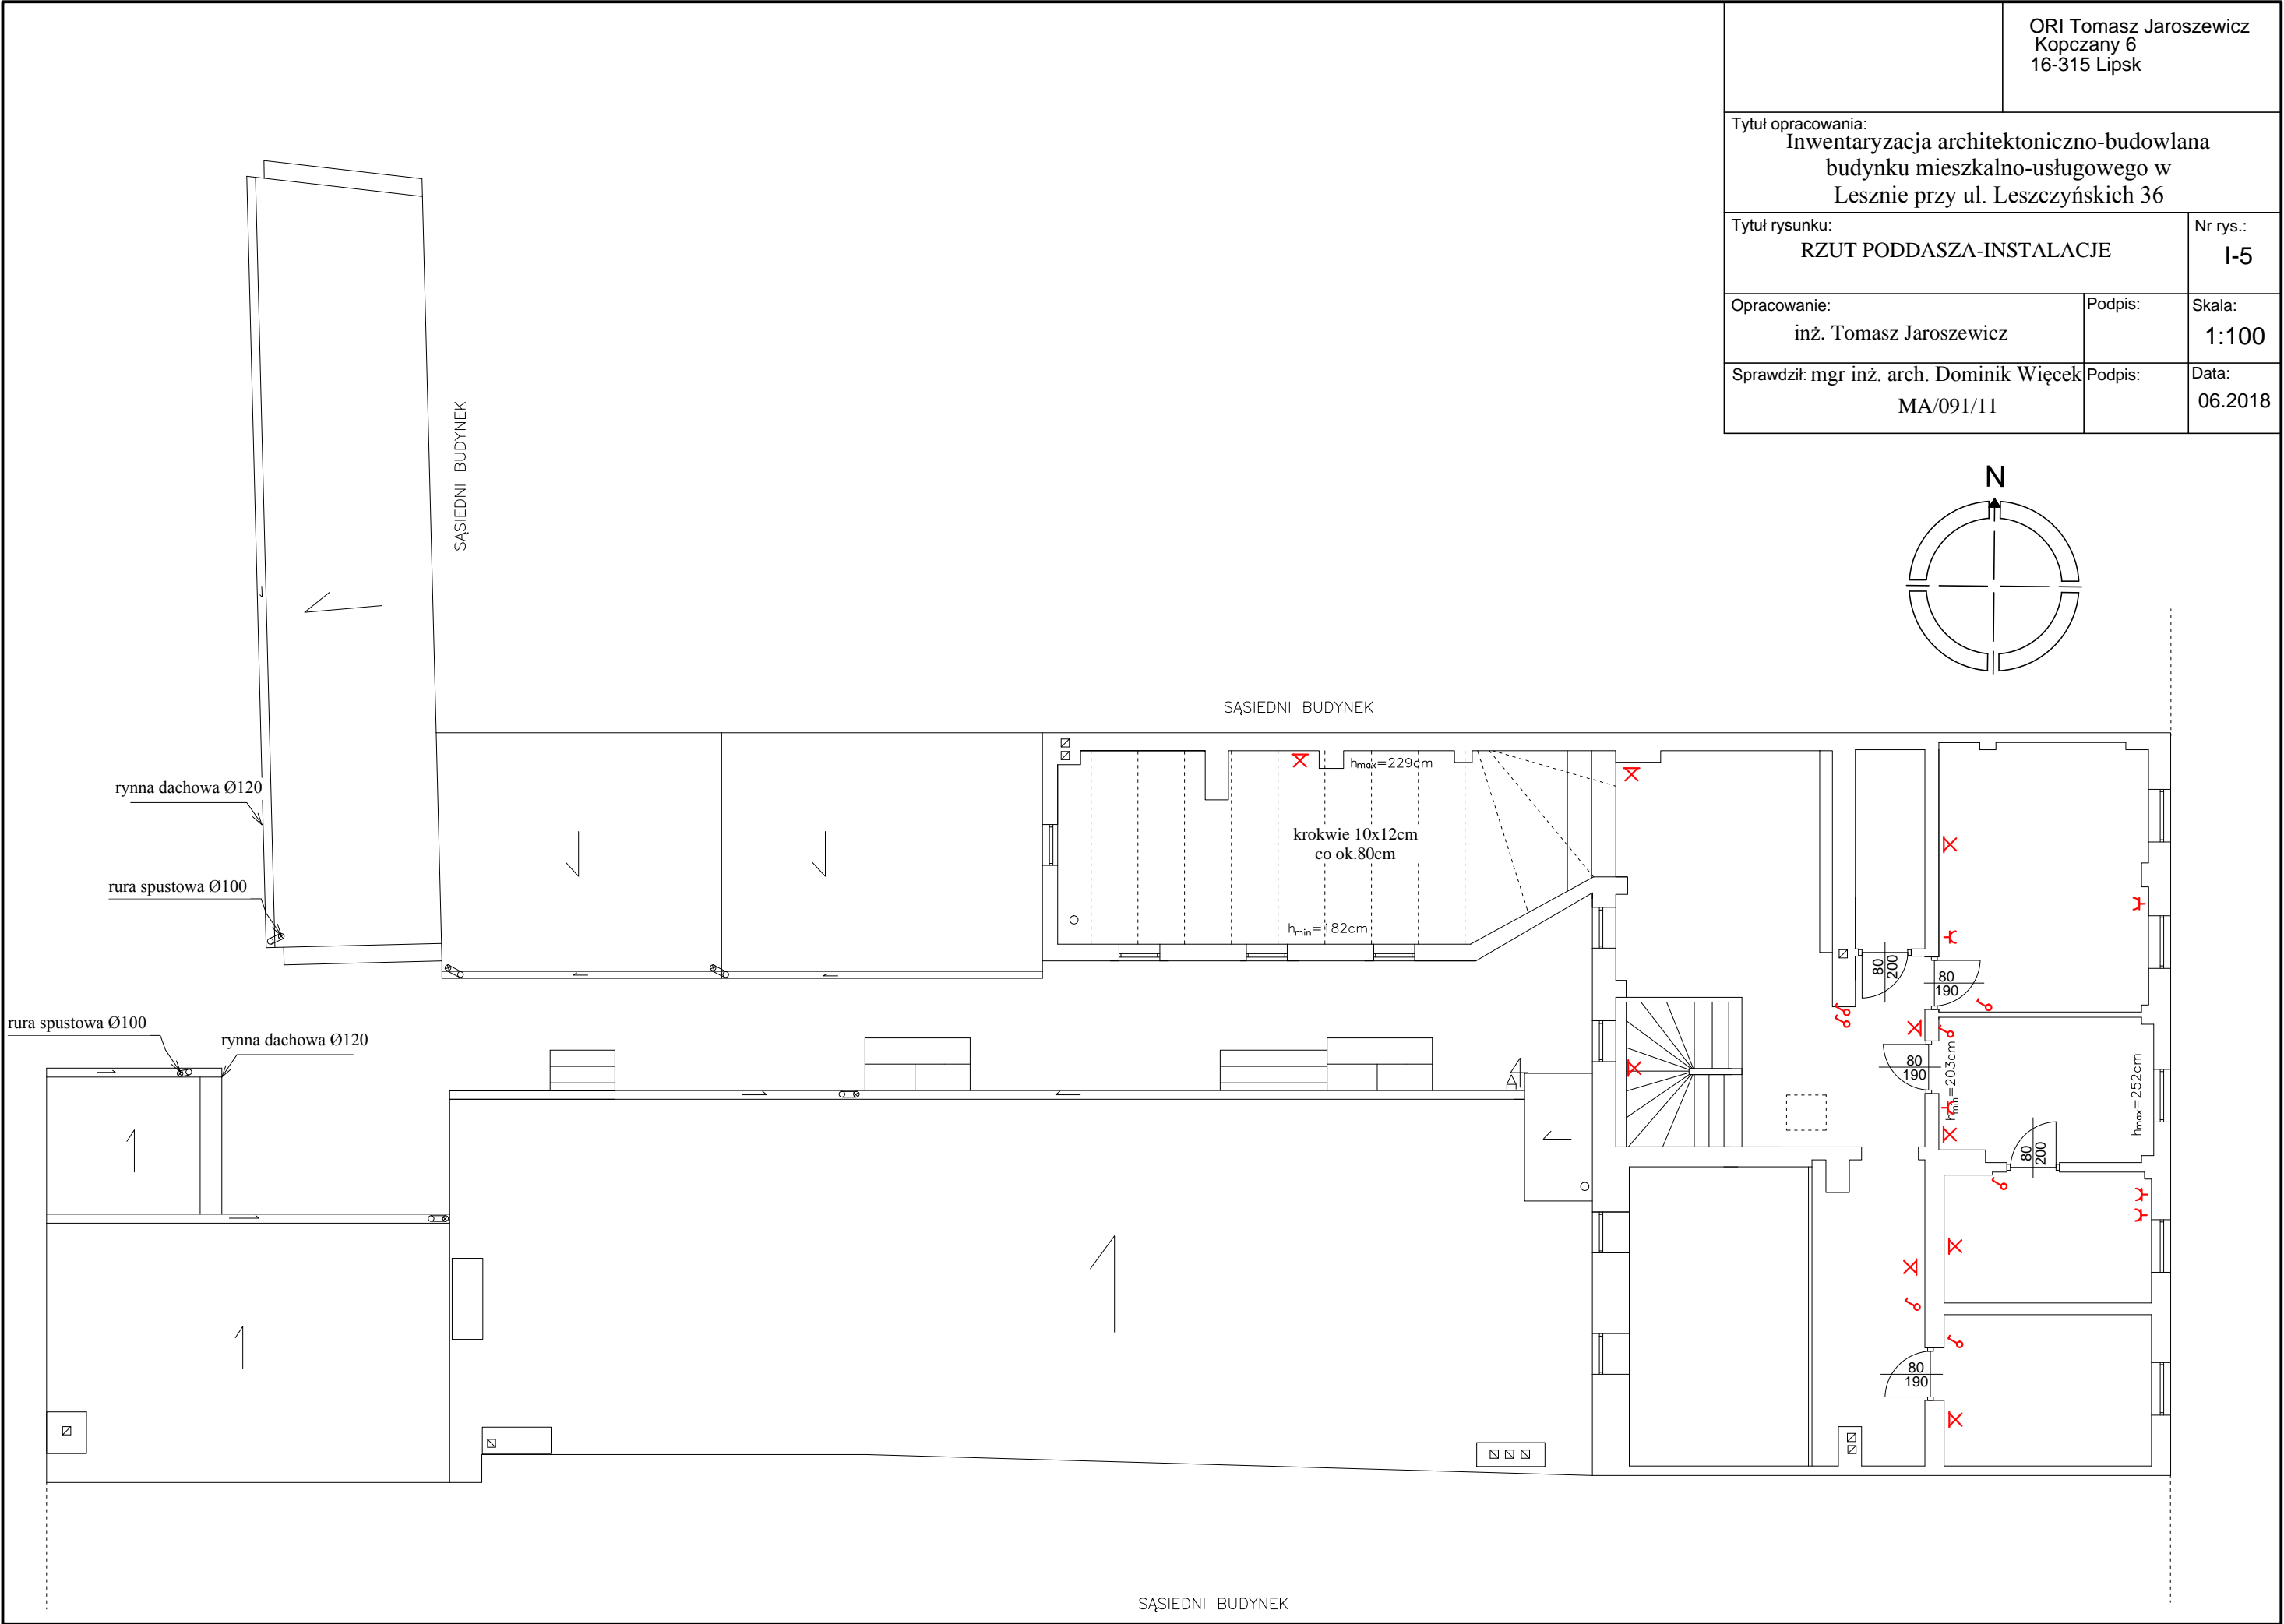 ORI Tomasz Jaroszewicz
Kopczany 6
16-315 Lipsk
Tytuł opracowania:
Inwentaryzacja architektoniczno-budowlana
budynku mieszkalno-usługowego w
Lesznie przy ul. Leszczyńskich 36
Tytuł rysunku:
RZUT PODDASZA-INSTALACJE
Nr rys.:
I-5
Opracowanie:
inż. Tomasz Jaroszewicz
Podpis:
Skala:
1:100
Sprawdził: mgr inż. arch. Dominik Więcek
MA/091/11
Podpis:
Data:
06.2018
N
SĄSIEDNI BUDYNEK
SĄSIEDNI BUDYNEK
rynna dachowa Ø120
rura spustowa Ø100
hmax=229cm
krokwie 10x12cm
co ok.80cm
hmin=182cm
80
200
80
190
rura spustowa Ø100
rynna dachowa Ø120
A
80
190
hmin=203cm
hmax=252cm
80
200
80
190
SĄSIEDNI BUDYNEK